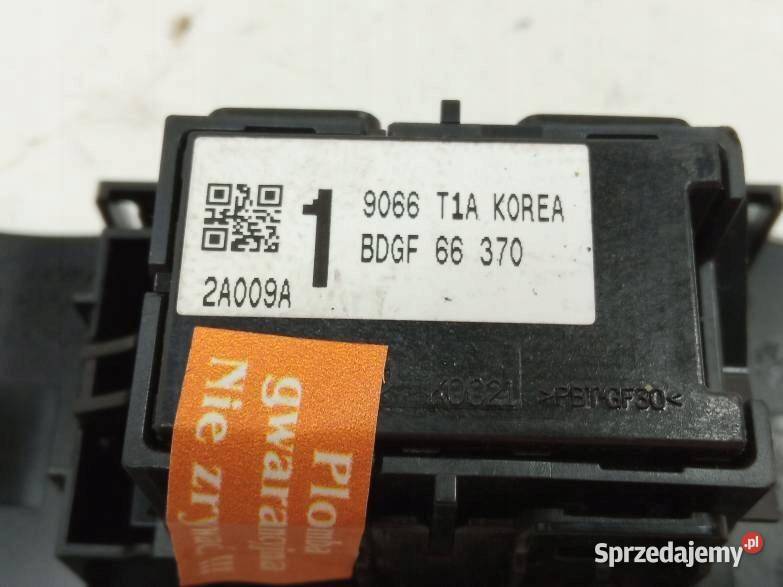 1
9066 T1A KOREA
BDGF 66 370
2A009A
>PBT-GF30<
Plomba
gwarancyjna
Nie zrywać !!!
Sprzedajemy.pl